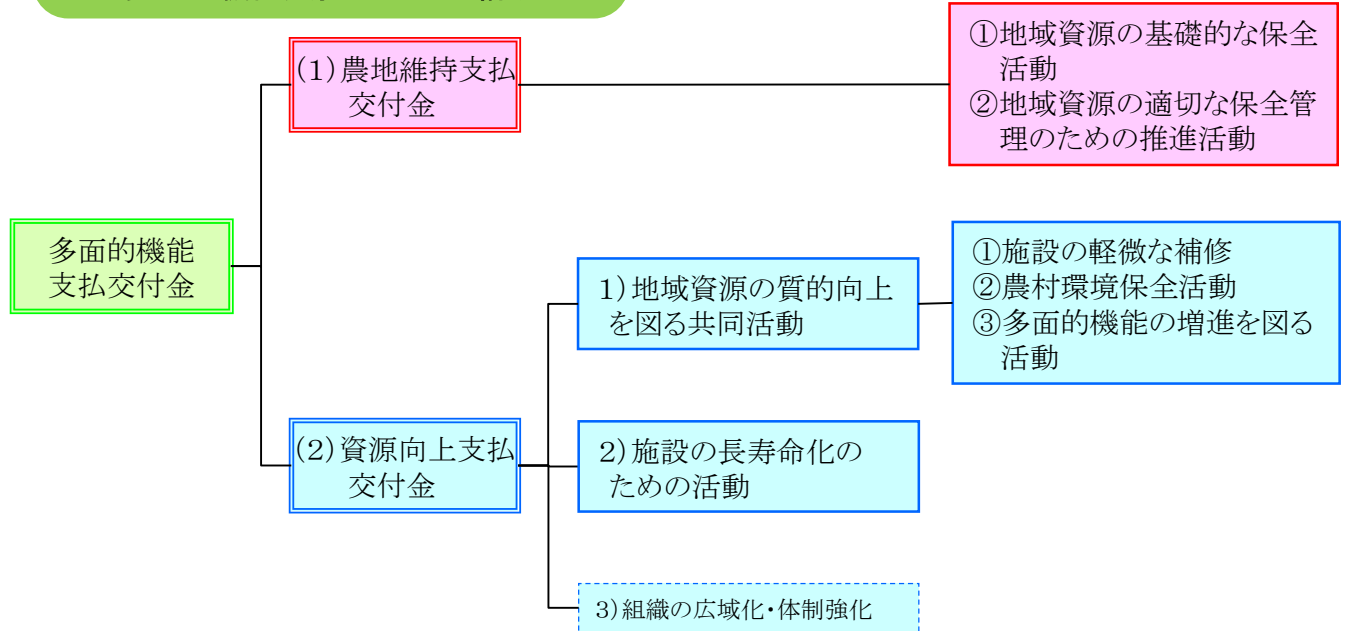 (1)農地維持支払
交付金
①地域資源の基礎的な保全
活動
②地域資源の適切な保全管
理のための推進活動
多面的機能
支払交付金
1)地域資源の質的向上
を図る共同活動
①施設の軽微な補修
②農村環境保全活動
③多面的機能の増進を図る
活動
(2)資源向上支払
交付金
2)施設の長寿命化の
ための活動
3)組織の広域化・体制強化